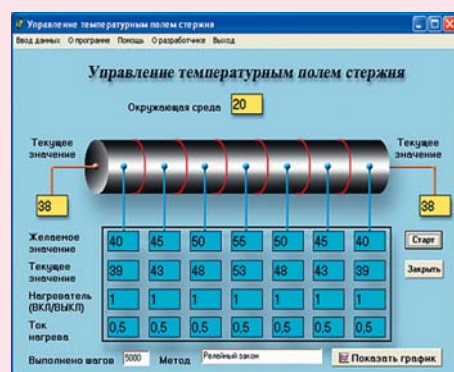 Управление температурным полем стержня
Ввод данных О программе Помощь О разработчике Выход
Управление температурным полем стержня
Окружающая среда 20
Текущее значение
Текущее значение
38
38
Желаемое значение 40 45 50 55 50 45 40 Старт
Текущее значение 39 43 48 53 48 43 39 Закрыть
Нагреватель (ВКЛ/ВЫКЛ) 1 1 1 1 1 1 1
Ток нагрева 0,5 0,5 0,5 0,5 0,5 0,5 0,5
Выполнено шагов 5000 Метод Релейный закон Показать график